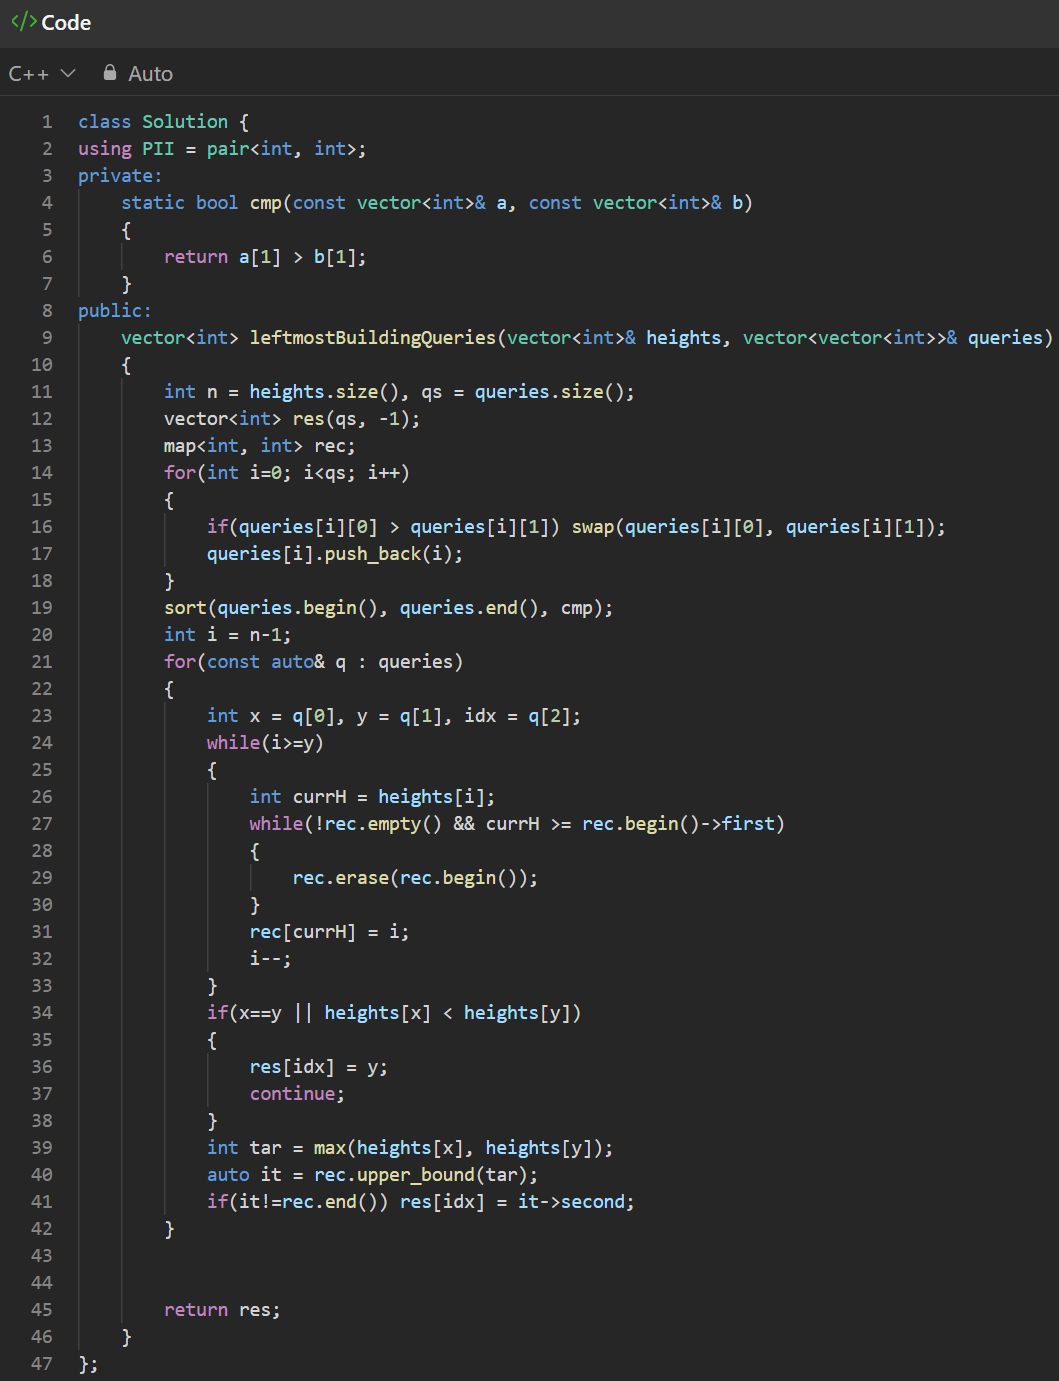 </> Code
C++ Auto
1 class Solution {
2 using PII = pair<int, int>;
3 private:
4     static bool cmp(const vector<int>& a, const vector<int>& b)
5     {
6         return a[1] > b[1];
7     }
8 public:
9     vector<int> leftmostBuildingQueries(vector<int>& heights, vector<vector<int>>& queries)
10     {
11         int n = heights.size(), qs = queries.size();
12         vector<int> res(qs, -1);
13         map<int, int> rec;
14         for(int i=0; i<qs; i++)
15         {
16             if(queries[i][0] > queries[i][1]) swap(queries[i][0], queries[i][1]);
17             queries[i].push_back(i);
18         }
19         sort(queries.begin(), queries.end(), cmp);
20         int i = n-1;
21         for(const auto& q : queries)
22         {
23             int x = q[0], y = q[1], idx = q[2];
24             while(i>=y)
25             {
26                 int currH = heights[i];
27                 while(!rec.empty() && currH >= rec.begin()->first)
28                 {
29                     rec.erase(rec.begin());
30                 }
31                 rec[currH] = i;
32                 i--;
33             }
34             if(x==y || heights[x] < heights[y])
35             {
36                 res[idx] = y;
37                 continue;
38             }
39             int tar = max(heights[x], heights[y]);
40             auto it = rec.upper_bound(tar);
41             if(it!=rec.end()) res[idx] = it->second;
42         }
43
44
45         return res;
46     }
47 };